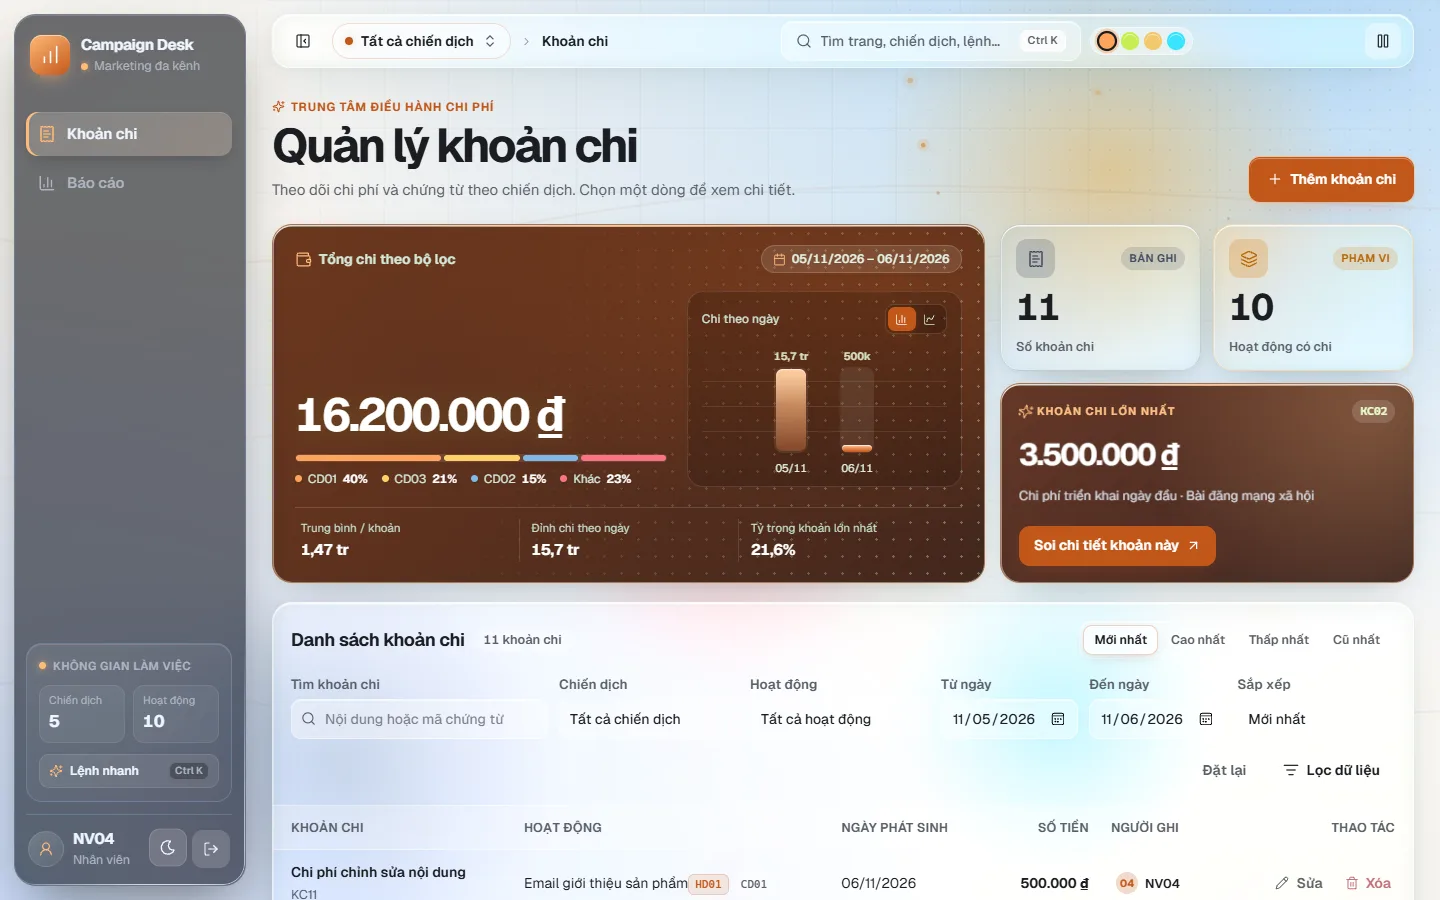 Campaign Desk
Marketing đa kênh
Khoản chi
Báo cáo
KHÔNG GIAN LÀM VIỆC
Chiến dịch
5
Hoạt động
10
Lệnh nhanh
Ctrl K
NV04
Nhân viên
Tất cả chiến dịch
Khoản chi
Tìm trang, chiến dịch, lệnh...
Ctrl K
TRUNG TÂM ĐIỀU HÀNH CHI PHÍ
Quản lý khoản chi
Theo dõi chi phí và chứng từ theo chiến dịch. Chọn một dòng để xem chi tiết.
Thêm khoản chi
Tổng chi theo bộ lọc
05/11/2026 – 06/11/2026
16.200.000 ₫
CD01 40%
CD03 21%
CD02 15%
Khác 23%
Chi theo ngày
15,7 tr
500k
05/11
06/11
Trung bình / khoản
1,47 tr
Đỉnh chi theo ngày
15,7 tr
Tỷ trọng khoản lớn nhất
21,6%
BẢN GHI
11
Số khoản chi
PHẠM VI
10
Hoạt động có chi
KHOẢN CHI LỚN NHẤT
KC02
3.500.000 ₫
Chi phí triển khai ngày đầu · Bài đăng mạng xã hội
Soi chi tiết khoản này
Danh sách khoản chi
11 khoản chi
Mới nhất
Cao nhất
Thấp nhất
Cũ nhất
Tìm khoản chi
Chiến dịch
Hoạt động
Từ ngày
Đến ngày
Sắp xếp
Nội dung hoặc mã chứng từ
Tất cả chiến dịch
Tất cả hoạt động
11/05/2026
11/06/2026
Mới nhất
Đặt lại
Lọc dữ liệu
KHOẢN CHI
HOẠT ĐỘNG
NGÀY PHÁT SINH
SỐ TIỀN
NGƯỜI GHI
THAO TÁC
Chi phí chỉnh sửa nội dung
KC11
Email giới thiệu sản phẩm
HD01
CD01
06/11/2026
500.000 ₫
04
NV04
Sửa
Xóa